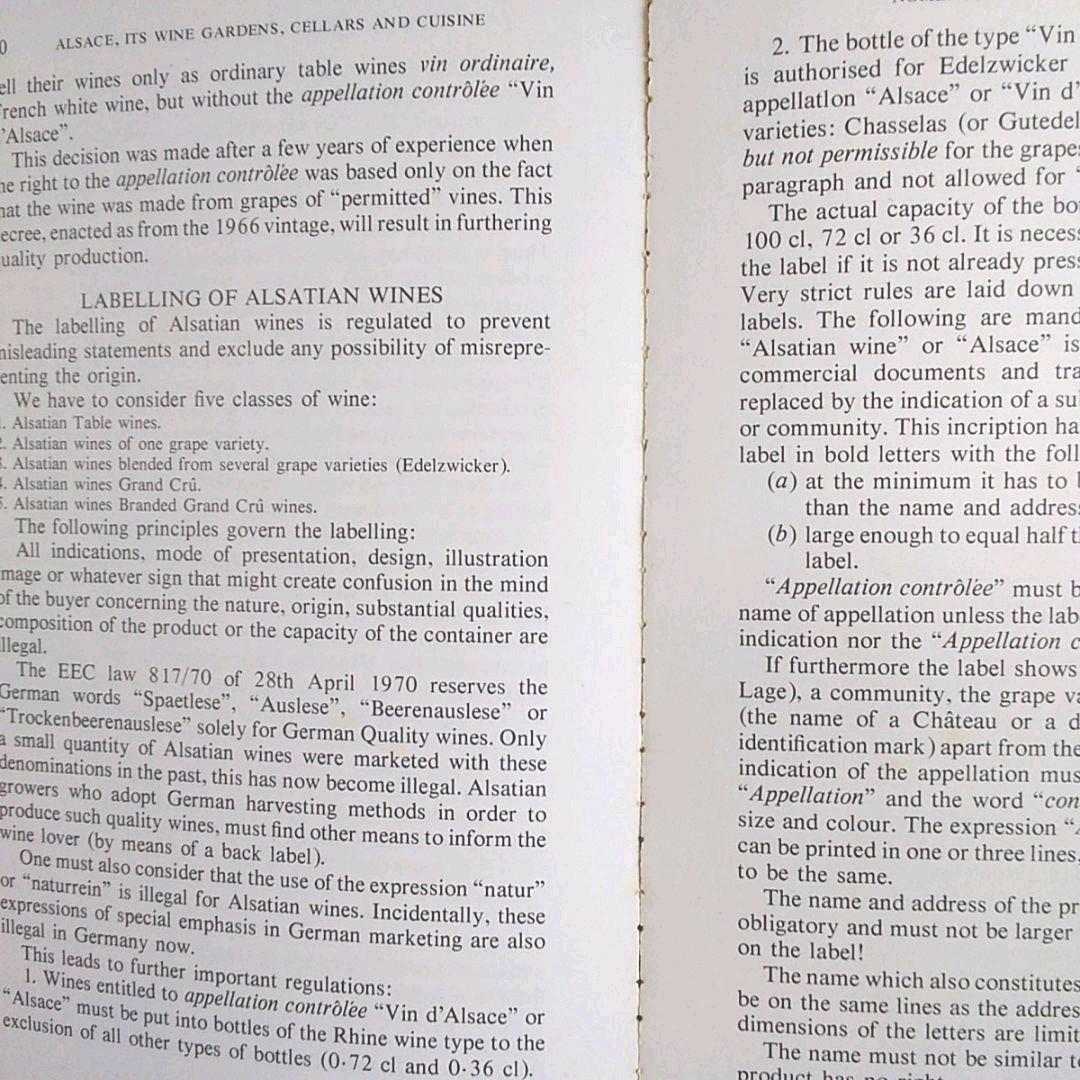 0 ALSACE, ITS WINE GARDENS, CELLARS AND CUISINE
ell their wines only as ordinary table wines vin ordinaire,
french white wine, but without the appellation contrôlée “Vin
d'Alsace”.
This decision was made after a few years of experience when
he right to the appellation contrôlée was based only on the fact
hat the wine was made from grapes of “permitted” vines. This
ecree, enacted as from the 1966 vintage, will result in furthering
uality production.
LABELLING OF ALSATIAN WINES
The labelling of Alsatian wines is regulated to prevent
misleading statements and exclude any possibility of misrepre-
enting the origin.
We have to consider five classes of wine:
. Alsatian Table wines.
2. Alsatian wines of one grape variety.
3. Alsatian wines blended from several grape varieties (Edelzwicker).
4. Alsatian wines Grand Crû.
5. Alsatian wines Branded Grand Crû wines.
The following principles govern the labelling:
All indications, mode of presentation, design, illustration
image or whatever sign that might create confusion in the mind
of the buyer concerning the nature, origin, substantial qualities,
composition of the product or the capacity of the container are
illegal.
The EEC law 817/70 of 28th April 1970 reserves the
German words “Spaetlese”, “Auslese”, “Beerenauslese” or
“Trockenbeerenauslese” solely for German Quality wines. Only
a small quantity of Alsatian wines were marketed with these
denominations in the past, this has now become illegal. Alsatian
growers who adopt German harvesting methods in order to
produce such quality wines, must find other means to inform the
wine lover (by means of a back label).
One must also consider that the use of the expression “natur”
or “naturrein” is illegal for Alsatian wines. Incidentally, these
expressions of special emphasis in German marketing are also
illegal in Germany now.
This leads to further important regulations:
1. Wines entitled to appellation contrôlée “Vin d'Alsace” or
“Alsace” must be put into bottles of the Rhine wine type to the
exclusion of all other types of bottles (0·72 cl and 0·36 cl).
2. The bottle of the type “Vin
is authorised for Edelzwicker
appellatlon “Alsace” or “Vin d'
varieties: Chasselas (or Gutedel
but not permissible for the grapes
paragraph and not allowed for “
The actual capacity of the bo
100 cl, 72 cl or 36 cl. It is necess
the label if it is not already press
Very strict rules are laid down
labels. The following are mand
“Alsatian wine” or “Alsace” is
commercial documents and tra
replaced by the indication of a su
or community. This incription ha
label in bold letters with the foll
(a) at the minimum it has to b
than the name and address
(b) large enough to equal half t
label.
“Appellation contrôlée” must b
name of appellation unless the lab
indication nor the “Appellation c
If furthermore the label shows
Lage), a community, the grape va
(the name of a Château or a d
identification mark) apart from the
indication of the appellation mus
“Appellation” and the word “con
size and colour. The expression “A
can be printed in one or three lines,
to be the same.
The name and address of the pr
obligatory and must not be larger
on the label!
The name which also constitutes
be on the same lines as the addres
dimensions of the letters are limit
The name must not be similar to
product has no right